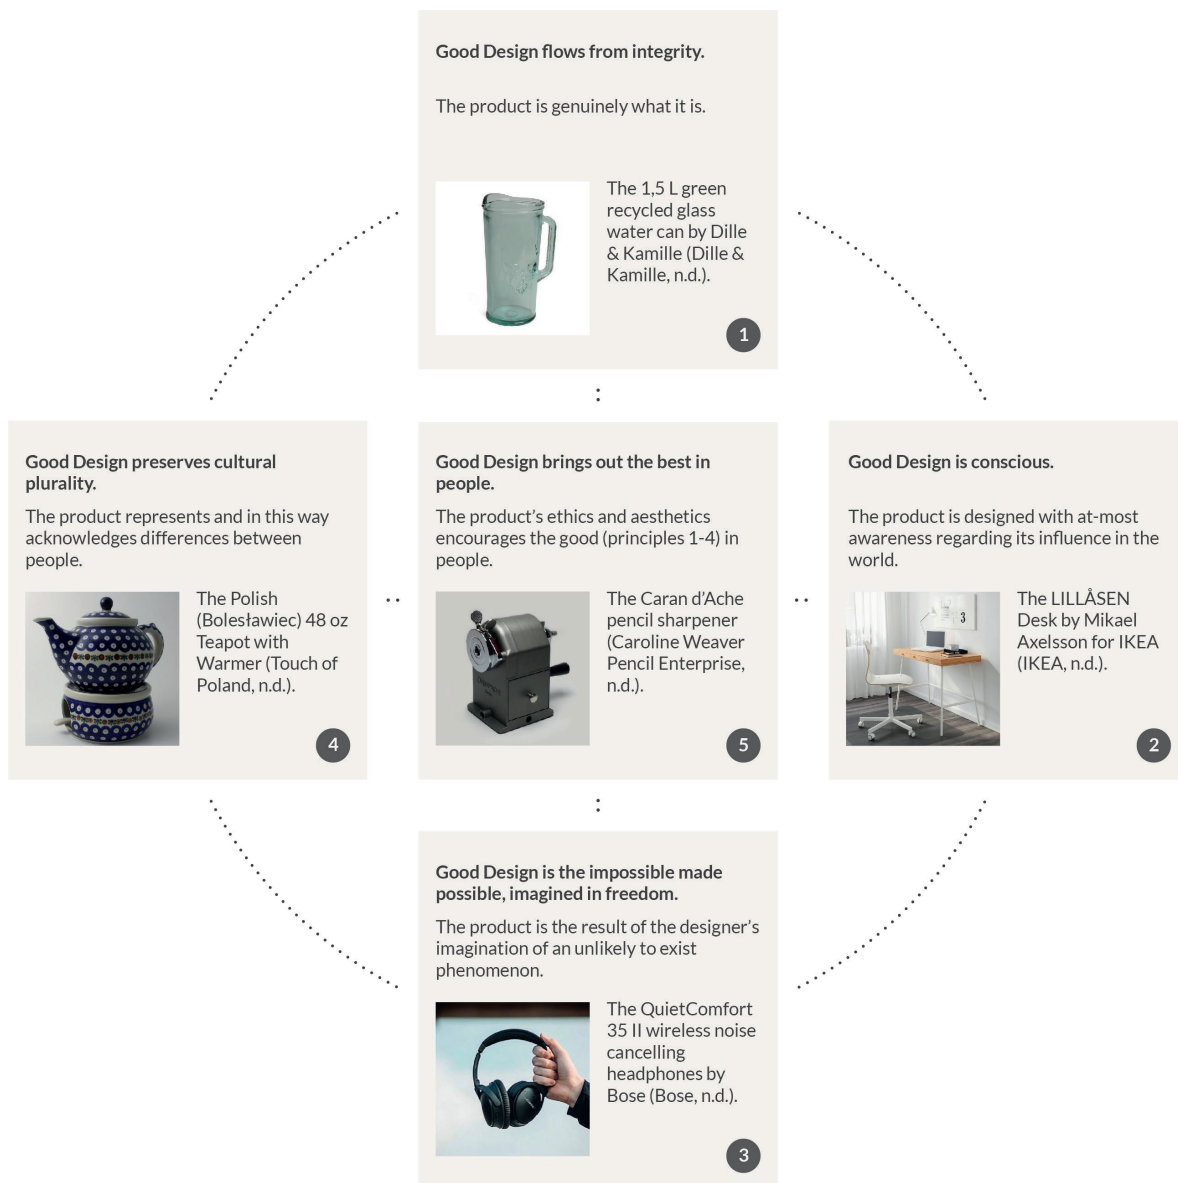 Good Design flows from integrity.
The product is genuinely what it is.
The 1,5 L green
recycled glass
water can by Dille
& Kamille (Dille &
Kamille, n.d.).
1
Good Design preserves cultural
plurality.
The product represents and in this way
acknowledges differences between
people.
The Polish
(Bolesławiec) 48 oz
Teapot with
Warmer (Touch of
Poland, n.d.).
4
Good Design brings out the best in
people.
The product’s ethics and aesthetics
encourages the good (principles 1-4) in
people.
The Caran d’Ache
pencil sharpener
(Caroline Weaver
Pencil Enterprise,
n.d.).
5
Good Design is conscious.
The product is designed with at-most
awareness regarding its influence in the
world.
3
The LILLÅSEN
Desk by Mikael
Axelsson for IKEA
(IKEA, n.d.).
2
Good Design is the impossible made
possible, imagined in freedom.
The product is the result of the designer’s
imagination of an unlikely to exist
phenomenon.
The QuietComfort
35 II wireless noise
cancelling
headphones by
Bose (Bose, n.d.).
3